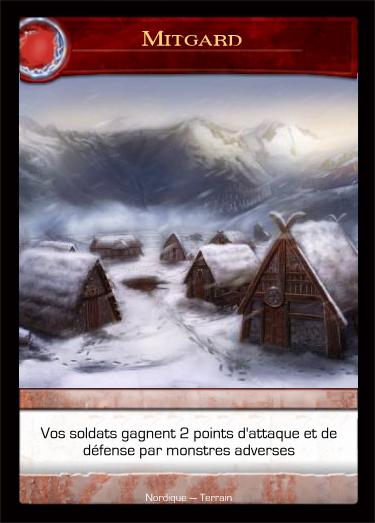 Mitgard
Vos soldats gagnent 2 points d'attaque et de
défense par monstres adverses
Nordique — Terrain